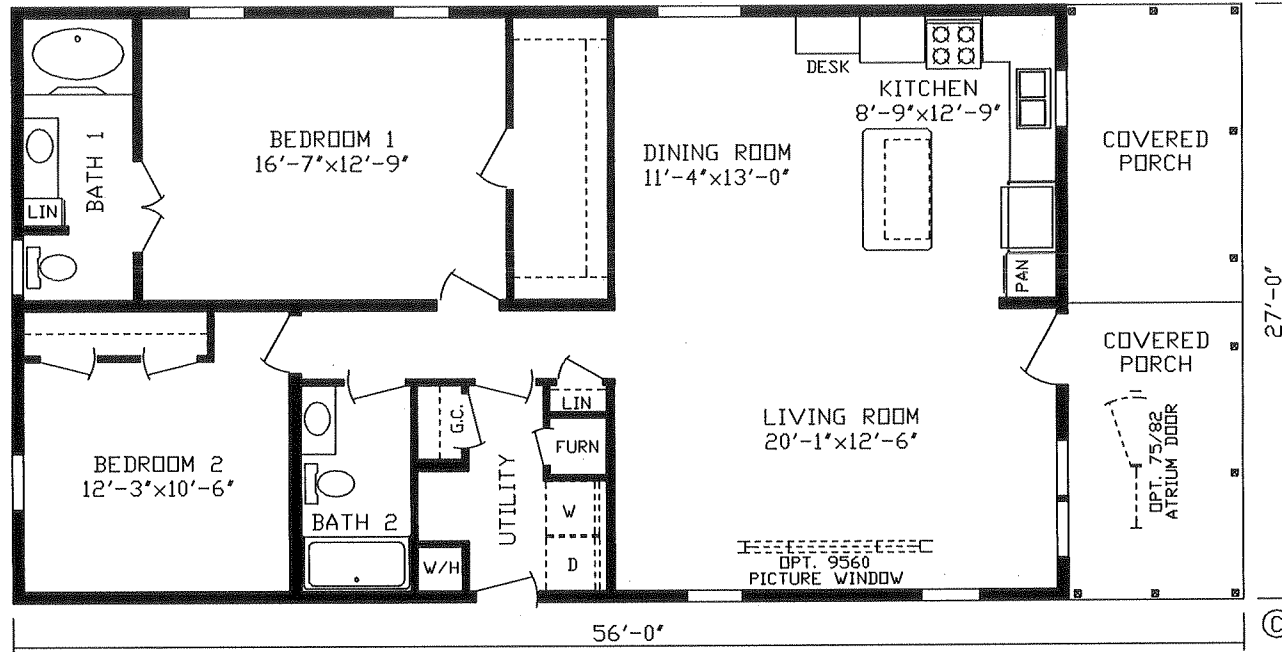 BATH 1
LIN
BEDROOM 1
16'-7"x12'-9"
DESK
KITCHEN
8'-9"x12'-9"
DINING ROOM
11'-4"x13'-0"
PAN
COVERED
PORCH
COVERED
PORCH
27'-0"
BEDROOM 2
12'-3"x10'-6"
BATH 2
G.C.
W/H
UTILITY
LIN
FURN
W
D
LIVING ROOM
20'-1"x12'-6"
OPT. 9560
PICTURE WINDOW
OPT. 75/82
ATRIUM DOOR
56'-0"
©